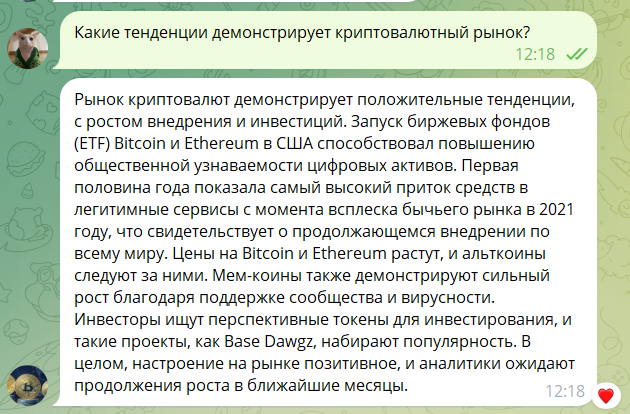 Какие тенденции демонстрирует криптовалютный рынок?
12:18
Рынок криптовалют демонстрирует положительные тенденции,
с ростом внедрения и инвестиций. Запуск биржевых фондов
(ETF) Bitcoin и Ethereum в США способствовал повышению
общественной узнаваемости цифровых активов. Первая
половина года показала самый высокий приток средств в
легитимные сервисы с момента всплеска бычьего рынка в 2021
году, что свидетельствует о продолжающемся внедрении по
всему миру. Цены на Bitcoin и Ethereum растут, и альткоины
следуют за ними. Мем-коины также демонстрируют сильный
рост благодаря поддержке сообщества и вирусности.
Инвесторы ищут перспективные токены для инвестирования, и
такие проекты, как Base Dawgz, набирают популярность. В
целом, настроение на рынке позитивное, и аналитики ожидают
продолжения роста в ближайшие месяцы.
12:18